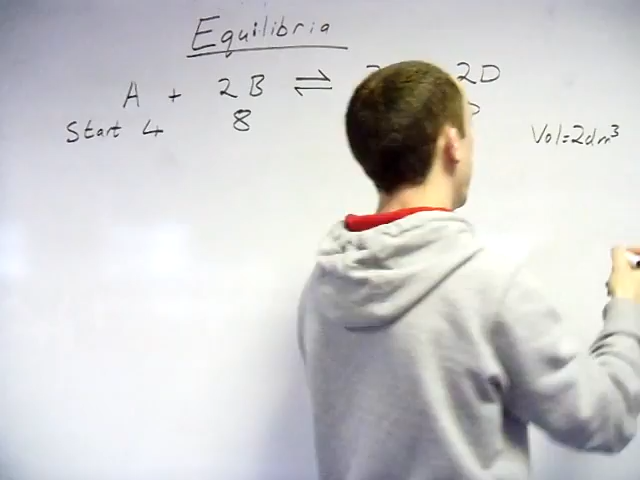 Equilibria
A + 2B ⇌ 2D
Start 4 8 Vol=2dm³